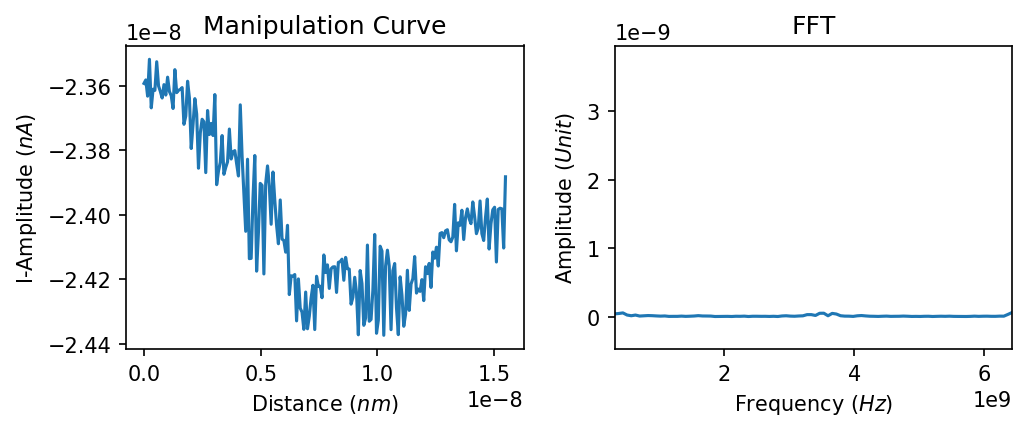 Manipulation Curve
1e−8
−2.36
−2.38
−2.40
−2.42
−2.44
I-Amplitude (nA)
0.0
0.5
1.0
1.5
1e−8
Distance (nm)
FFT
1e−9
3
2
1
0
Amplitude (Unit)
2
4
6
1e9
Frequency (Hz)